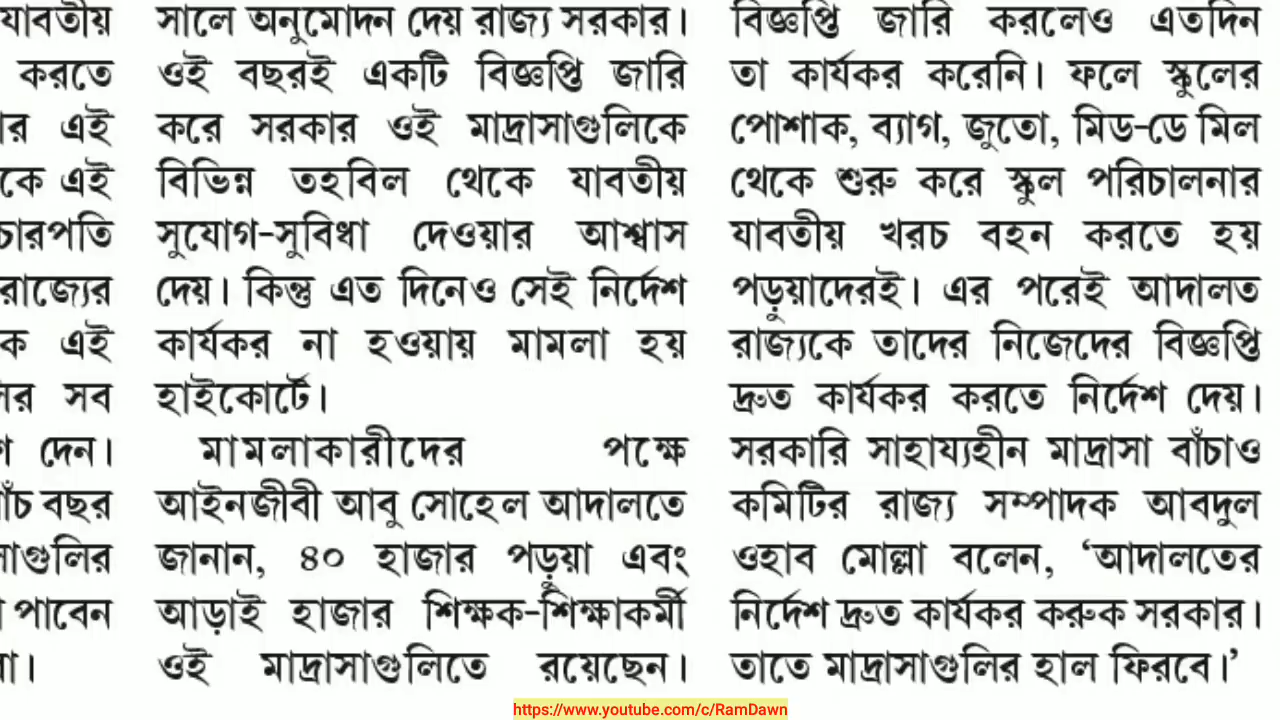 যাবতীয়
করতে
এই
কে এই
রাজ্যের
ক এই
সব
দেন।
বছর
পাবেন
সালে অনুমোদন দেয় রাজ্য সরকার।
ওই বছরই একটি বিজ্ঞপ্তি জারি
করে সরকার ওই মাদ্রাসাগুলিকে
বিভিন্ন তহবিল থেকে যাবতীয়
সুযোগ-সুবিধা দেওয়ার আশ্বাস
দেয়। কিন্তু এত দিনেও সেই নির্দেশ
কার্যকর না হওয়ায় মামলা হয়
হাইকোর্টে।
মামলাকারীদের পক্ষে
আইনজীবী আবু সোহেল আদালতে
জানান, ৪০ হাজার পড়ুয়া এবং
আড়াই হাজার শিক্ষক-শিক্ষাকর্মী
ওই মাদ্রাসাগুলিতে রয়েছেন।
বিজ্ঞপ্তি জারি করলেও এতদিন
তা কার্যকর করেনি। ফলে স্কুলের
পোশাক, ব্যাগ, জুতো, মিড-ডে মিল
থেকে শুরু করে স্কুল পরিচালনার
যাবতীয় খরচ বহন করতে হয়
পড়ুয়াদেরই। এর পরেই আদালত
রাজ্যকে তাদের নিজেদের বিজ্ঞপ্তি
দ্রুত কার্যকর করতে নির্দেশ দেয়।
সরকারি সাহায্যহীন মাদ্রাসা বাঁচাও
কমিটির রাজ্য সম্পাদক আবদুল
ওহাব মোল্লা বলেন, ‘আদালতের
নির্দেশ দ্রুত কার্যকর করুক সরকার।
তাতে মাদ্রাসাগুলির হাল ফিরবে।’
https://www.youtube.com/c/RamDawn